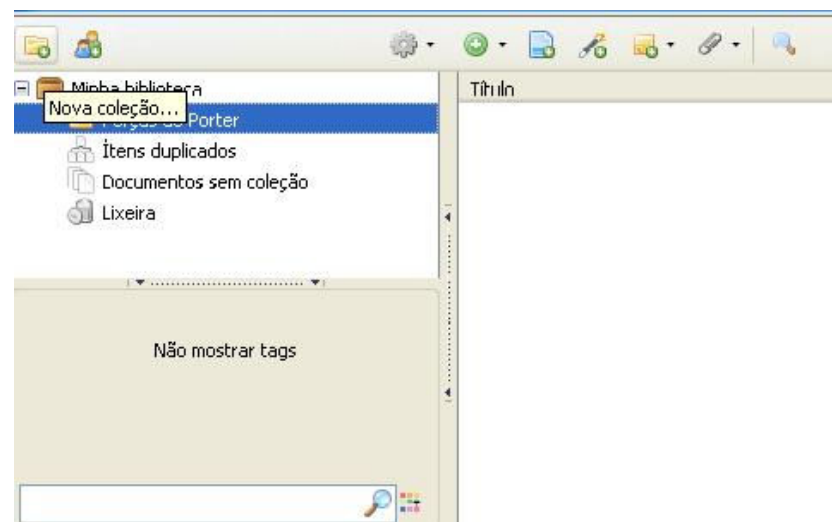 Minha biblioteca
Título
Nova coleção...
Porter
Ítens duplicados
Documentos sem coleção
Lixeira
Não mostrar tags